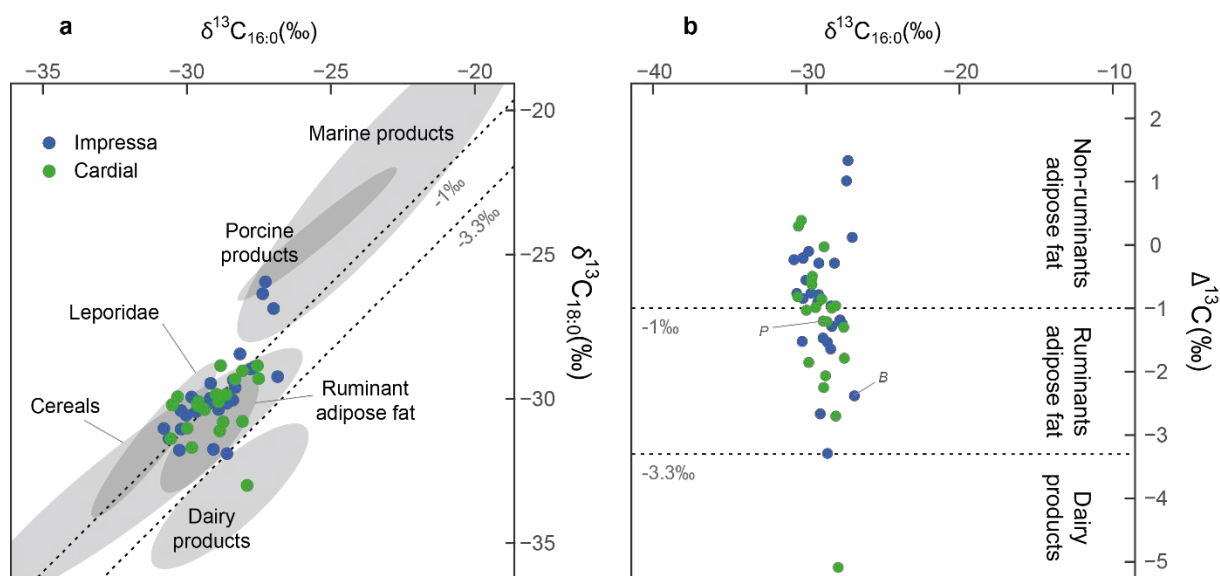 a
δ¹³C₁₆:₀(‰)
−35
−30
−25
−20
−25
−30
−35
δ¹³C₁₈:₀(‰)
Impressa
Cardial
Marine products
-1‰
-3.3‰
Porcine
products
Leporidae
Cereals
Ruminant
adipose fat
Dairy
products
b
δ¹³C₁₆:₀(‰)
−40
−30
−20
−10
2
1
0
−1
−2
−3
−4
−5
Δ¹³C(‰)
Non-ruminants
adipose fat
-1‰
P
B
Ruminants
adipose fat
-3.3‰
Dairy
products